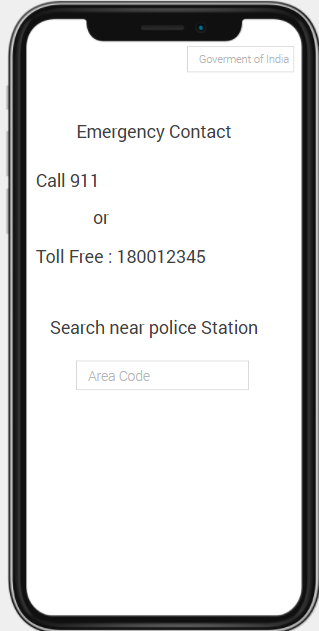 Goverment of India
Emergency Contact
Call 911
or
Toll Free : 180012345
Search near police Station
Area Code